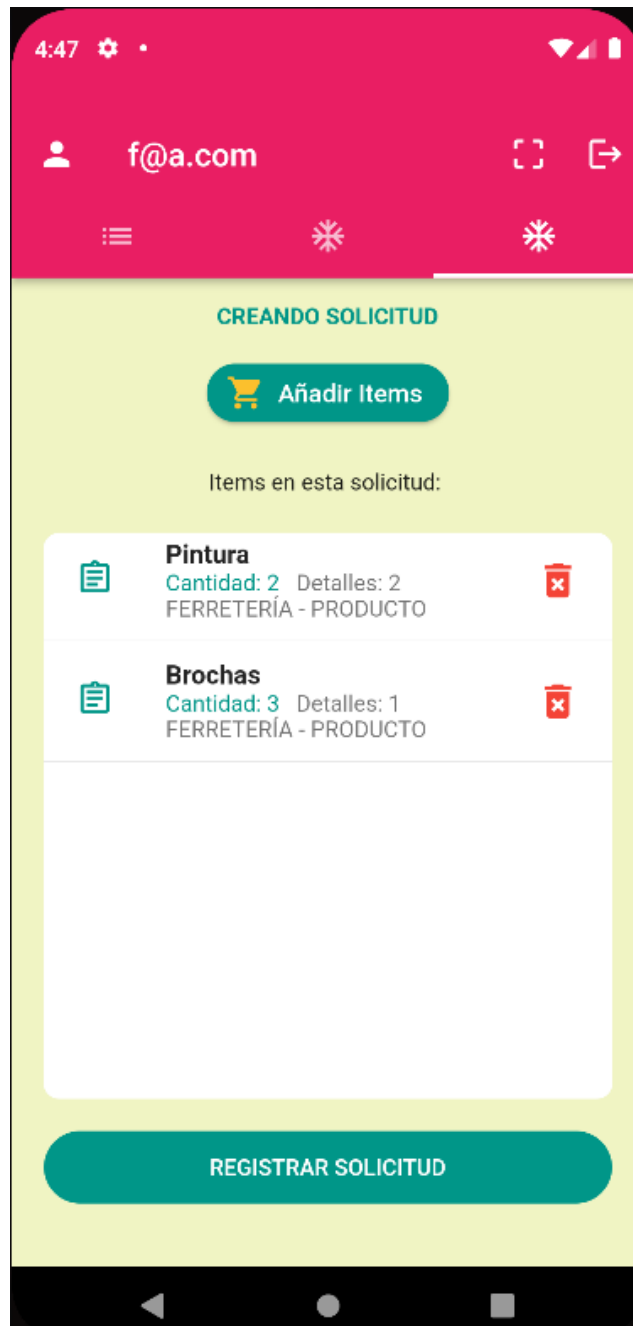 4:47
f@a.com
CREANDO SOLICITUD
Añadir Items
Items en esta solicitud:
Pintura
Cantidad: 2 Detalles: 2
FERRETERÍA - PRODUCTO
Brochas
Cantidad: 3 Detalles: 1
FERRETERÍA - PRODUCTO
REGISTRAR SOLICITUD